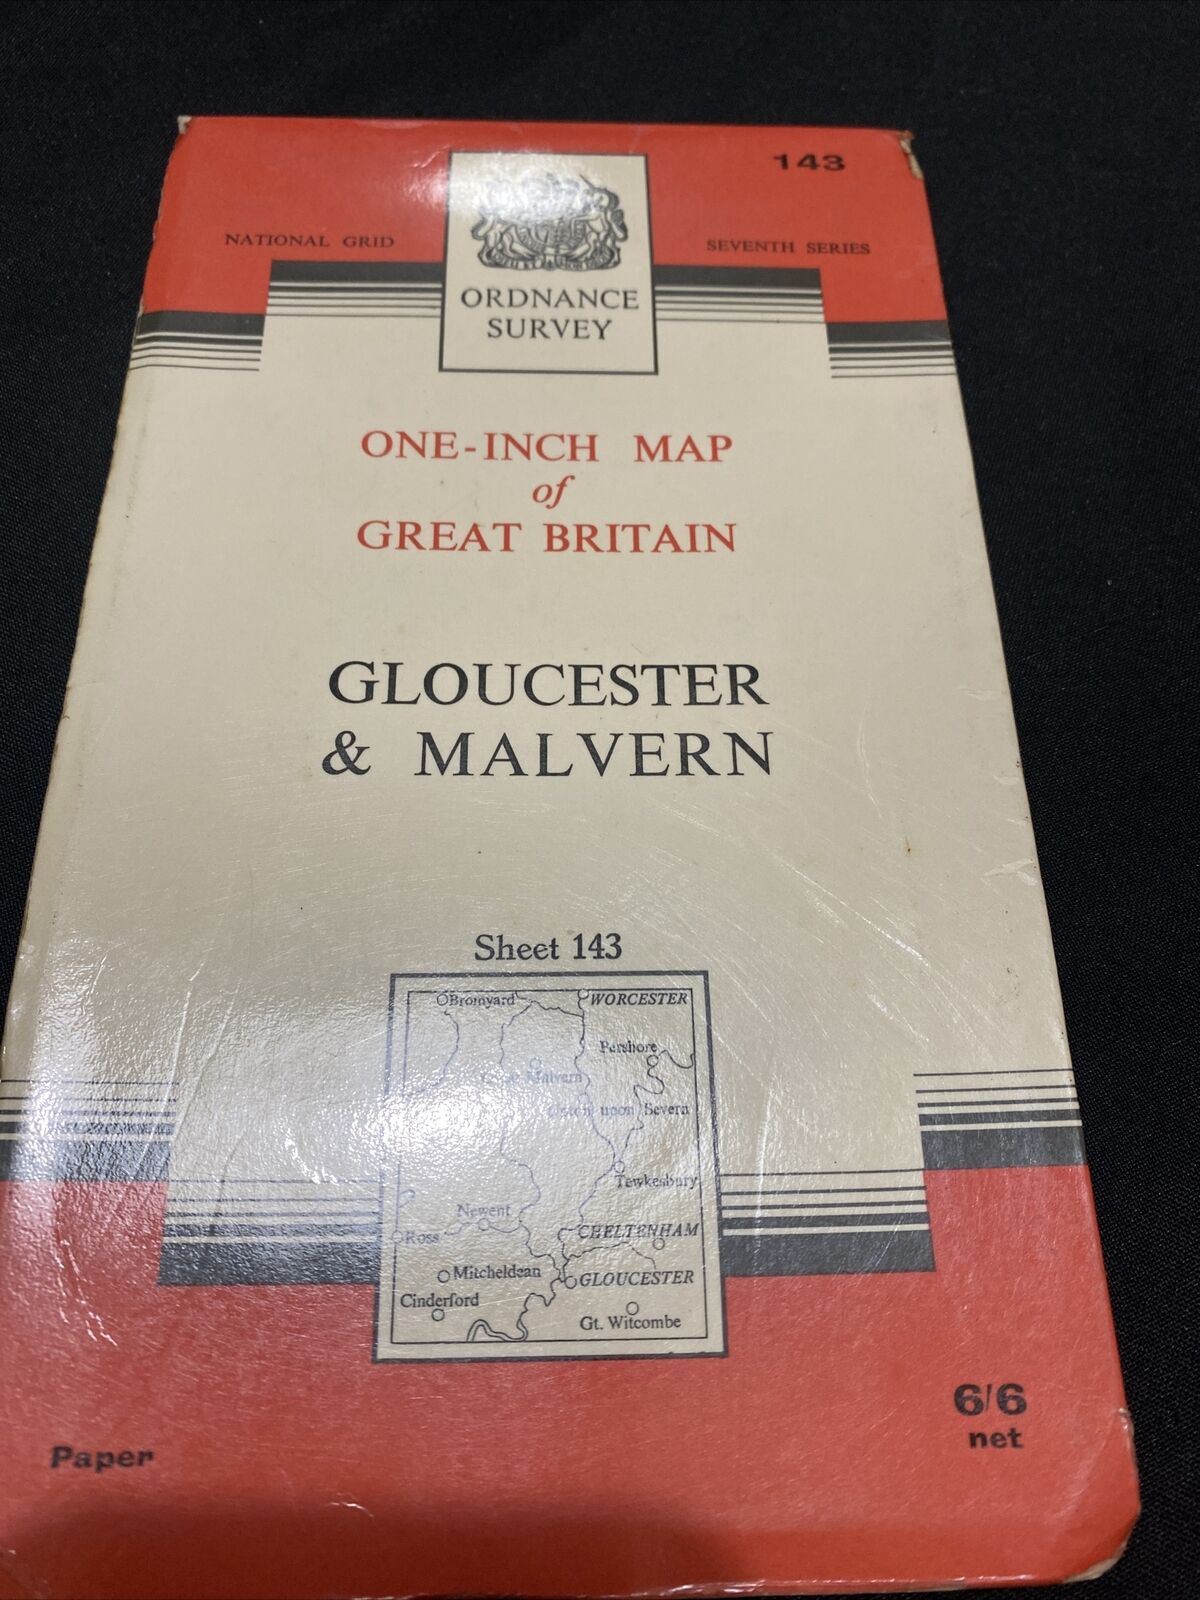 143
NATIONAL GRID
SEVENTH SERIES
ORDNANCE
SURVEY
ONE-INCH MAP
of
GREAT BRITAIN
GLOUCESTER
& MALVERN
Sheet 143
Bromyard
WORCESTER
Pershore
Malvern
upon Severn
Tewkesbury
Newent
Ross
CHELTENHAM
Mitcheldean
GLOUCESTER
Cinderford
Gt. Witcombe
6/6
net
Paper